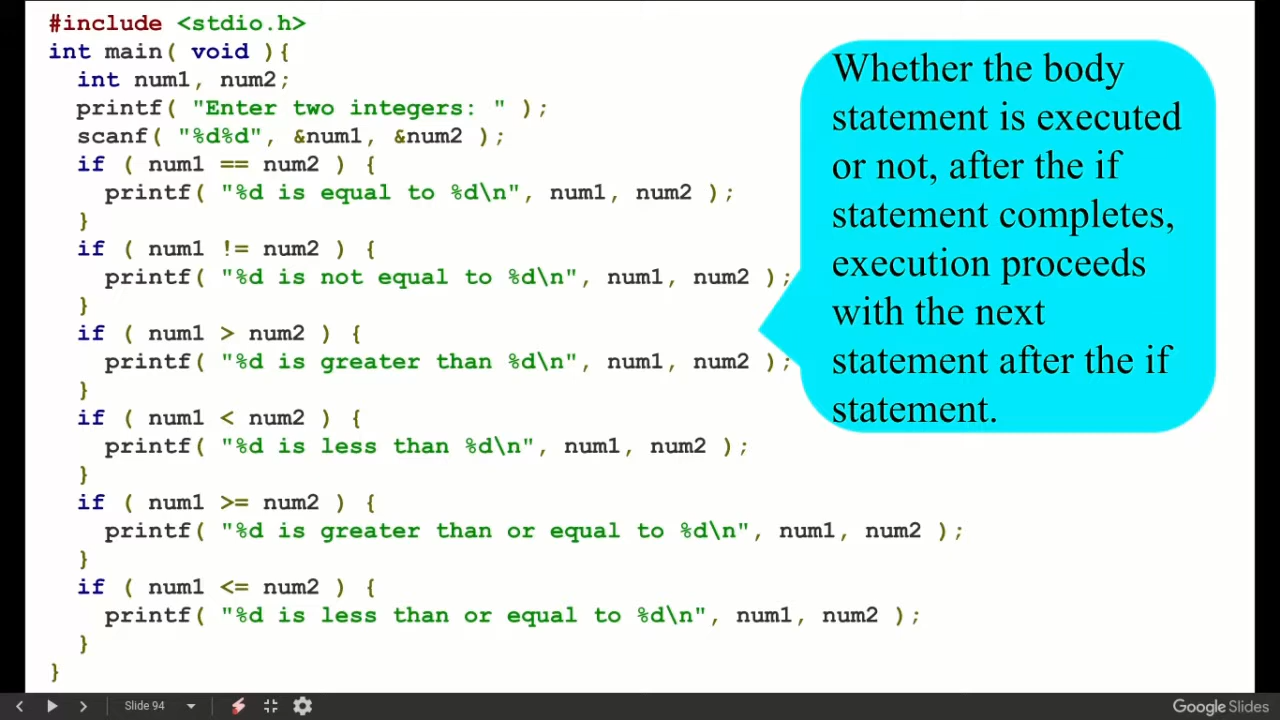 #include <stdio.h>
int main( void ){
  int num1, num2;
  printf( "Enter two integers: " );
  scanf( "%d%d", &num1, &num2 );
  if ( num1 == num2 ) {
    printf( "%d is equal to %d\n", num1, num2 );
  }
  if ( num1 != num2 ) {
    printf( "%d is not equal to %d\n", num1, num2 );
  }
  if ( num1 > num2 ) {
    printf( "%d is greater than %d\n", num1, num2 );
  }
  if ( num1 < num2 ) {
    printf( "%d is less than %d\n", num1, num2 );
  }
  if ( num1 >= num2 ) {
    printf( "%d is greater than or equal to %d\n", num1, num2 );
  }
  if ( num1 <= num2 ) {
    printf( "%d is less than or equal to %d\n", num1, num2 );
  }
}
Whether the body
statement is executed
or not, after the if
statement completes,
execution proceeds
with the next
statement after the if
statement.
Slide 94
Google Slides